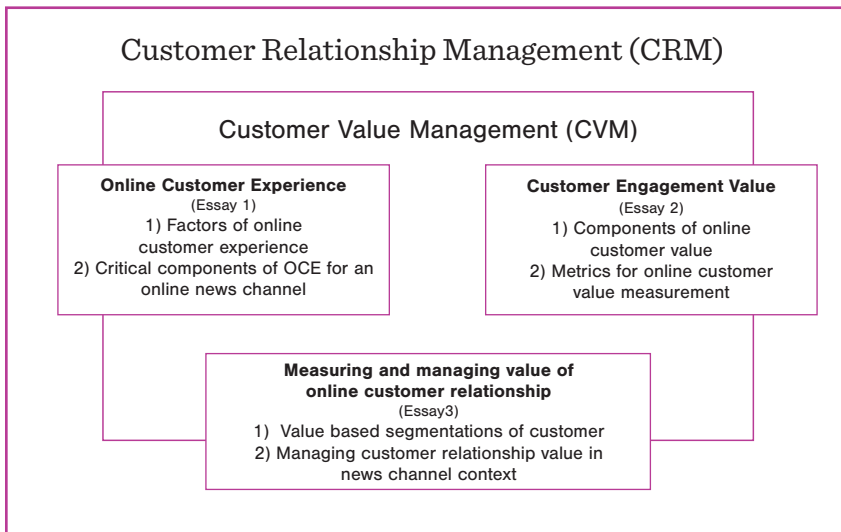 Customer Relationship Management (CRM)
Customer Value Management (CVM)
Online Customer Experience
(Essay 1)
1) Factors of online
customer experience
2) Critical components of OCE for an
online news channel
Customer Engagement Value
(Essay 2)
1) Components of online
customer value
2) Metrics for online customer
value measurement
Measuring and managing value of
online customer relationship
(Essay3)
1) Value based segmentations of customer
2) Managing customer relationship value in
news channel context